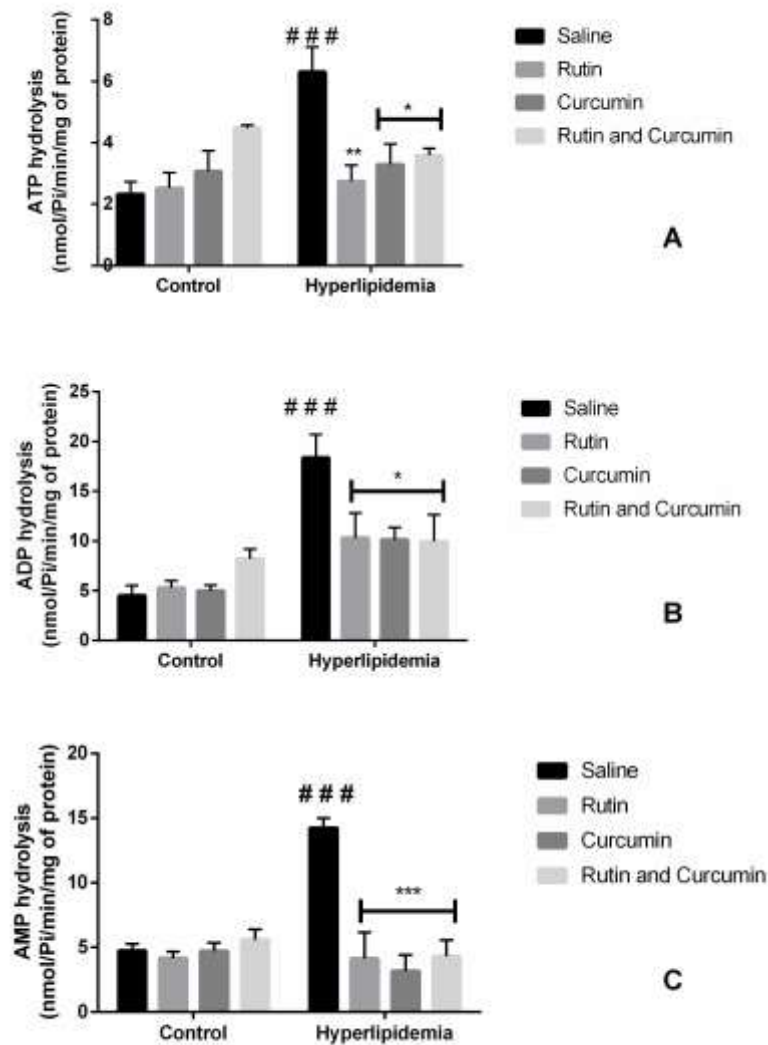 ATP hydrolysis
(nmol/Pi/min/mg of protein)
8
6
4
2
0
# # #
**
*
Control
Hyperlipidemia
Saline
Rutin
Curcumin
Rutin and Curcumin
A
ADP hydrolysis
(nmol/Pi/min/mg of protein)
25
20
15
10
5
0
# # #
*
Control
Hyperlipidemia
Saline
Rutin
Curcumin
Rutin and Curcumin
B
AMP hydrolysis
(nmol/Pi/min/mg of protein)
20
15
10
5
0
# # #
***
Control
Hyperlipidemia
Saline
Rutin
Curcumin
Rutin and Curcumin
C